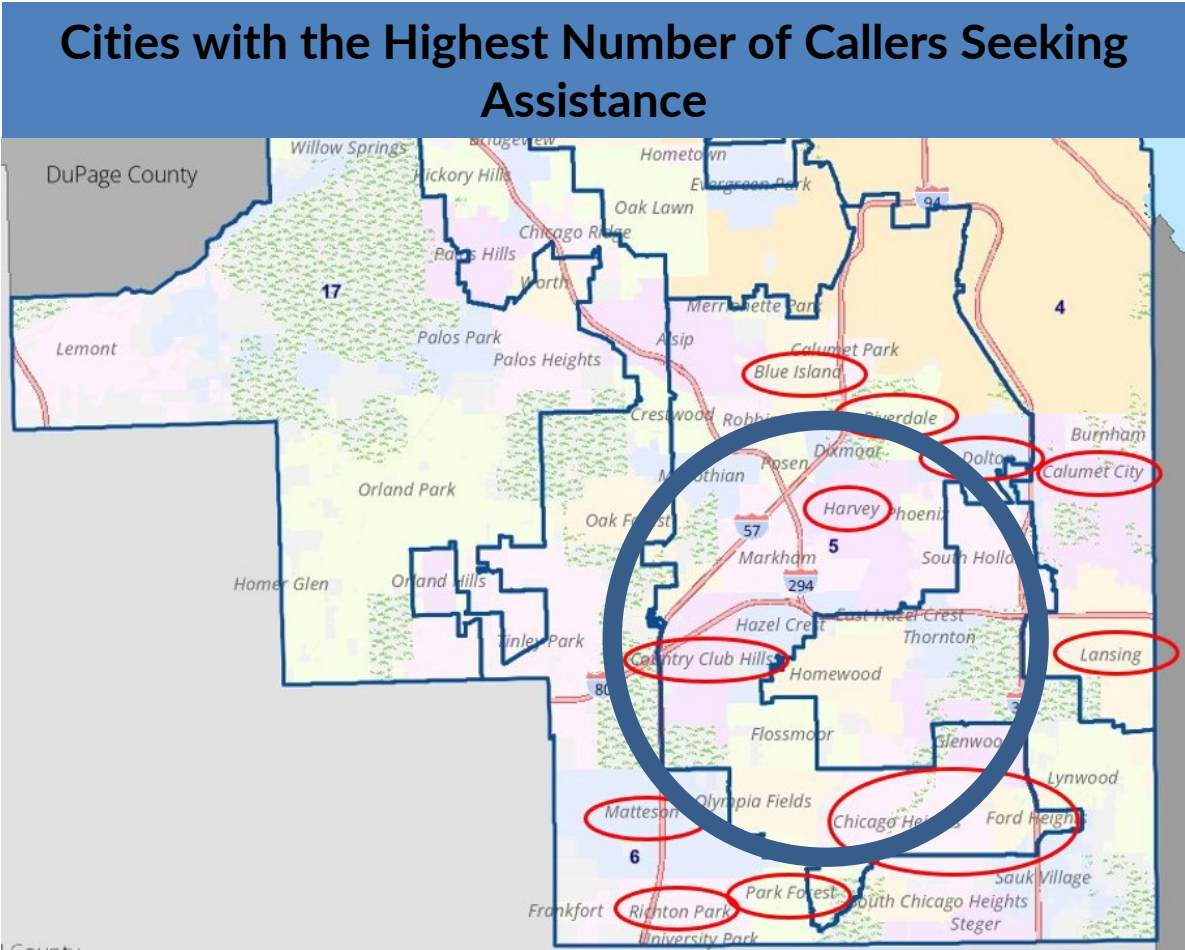 Cities with the Highest Number of Callers Seeking
Assistance
Bridgeview
Willow Springs
Hometown
DuPage County
Hickory Hills
Evergreen Park
94
Oak Lawn
Chicago Ridge
Palos Hills
Worth
17
Merrionette Park
4
Palos Park
Alsip
Lemont
Calumet Park
Palos Heights
Blue Island
Crestwood
Riverdale
Burnham
Dixmoor
Dolton
Posen
Calumet City
Orland Park
Harvey
Phoenix
Oak Forest
57
5
Markham
South Holla
Homer Glen
Orland Hills
294
East Hazel Crest
Hazel Crest
Thornton
Tinley Park
Country Club Hills
Lansing
Homewood
80
Flossmoor
Glenwoo
Lynwood
Olympia Fields
Matteson
Chicago Heights
Ford Heights
6
Sauk Village
Park Forest
South Chicago Heights
Frankfort
Richton Park
Steger
University Park
County